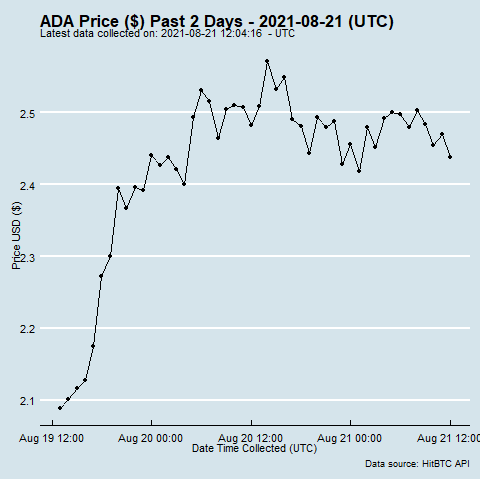 ADA Price ($) Past 2 Days - 2021-08-21 (UTC)
Latest data collected on: 2021-08-21 12:04:16  - UTC
2.5
2.4
2.3
2.2
2.1
Price USD ($)
Aug 19 12:00 Aug 20 00:00 Aug 20 12:00 Aug 21 00:00 Aug 21 12:00
Date Time Collected (UTC)
Data source: HitBTC API